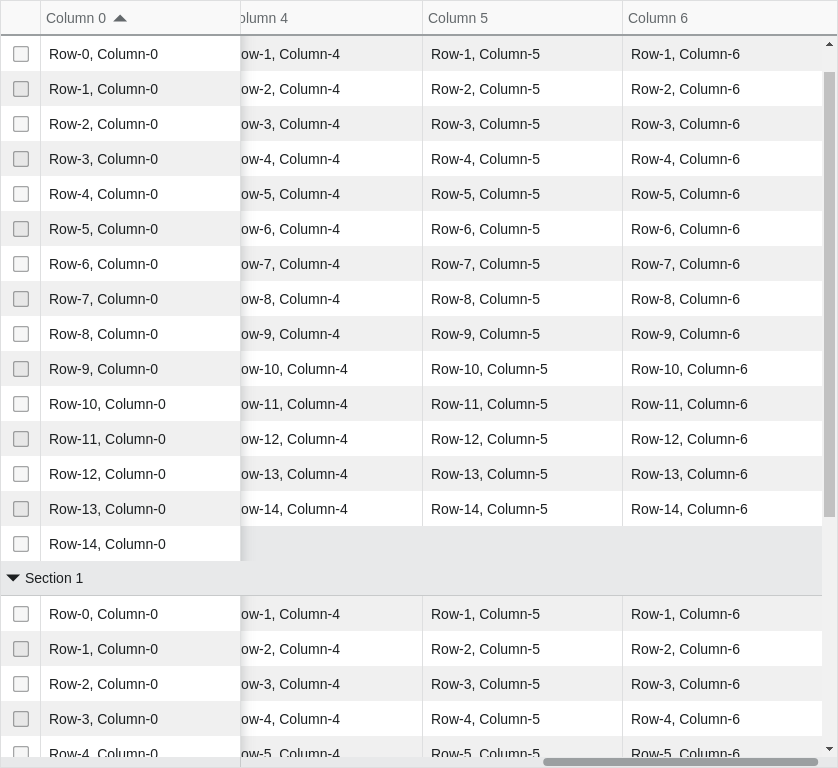 Column 0 olumn 4 Column 5 Column 6
Row-0, Column-0 ow-1, Column-4 Row-1, Column-5 Row-1, Column-6
Row-1, Column-0 ow-2, Column-4 Row-2, Column-5 Row-2, Column-6
Row-2, Column-0 ow-3, Column-4 Row-3, Column-5 Row-3, Column-6
Row-3, Column-0 ow-4, Column-4 Row-4, Column-5 Row-4, Column-6
Row-4, Column-0 ow-5, Column-4 Row-5, Column-5 Row-5, Column-6
Row-5, Column-0 ow-6, Column-4 Row-6, Column-5 Row-6, Column-6
Row-6, Column-0 ow-7, Column-4 Row-7, Column-5 Row-7, Column-6
Row-7, Column-0 ow-8, Column-4 Row-8, Column-5 Row-8, Column-6
Row-8, Column-0 ow-9, Column-4 Row-9, Column-5 Row-9, Column-6
Row-9, Column-0 ow-10, Column-4 Row-10, Column-5 Row-10, Column-6
Row-10, Column-0 ow-11, Column-4 Row-11, Column-5 Row-11, Column-6
Row-11, Column-0 ow-12, Column-4 Row-12, Column-5 Row-12, Column-6
Row-12, Column-0 ow-13, Column-4 Row-13, Column-5 Row-13, Column-6
Row-13, Column-0 ow-14, Column-4 Row-14, Column-5 Row-14, Column-6
Row-14, Column-0
Section 1
Row-0, Column-0 ow-1, Column-4 Row-1, Column-5 Row-1, Column-6
Row-1, Column-0 ow-2, Column-4 Row-2, Column-5 Row-2, Column-6
Row-2, Column-0 ow-3, Column-4 Row-3, Column-5 Row-3, Column-6
Row-3, Column-0 ow-4, Column-4 Row-4, Column-5 Row-4, Column-6
Row-4, Column-0 ow-5, Column-4 Row-5, Column-5 Row-5, Column-6